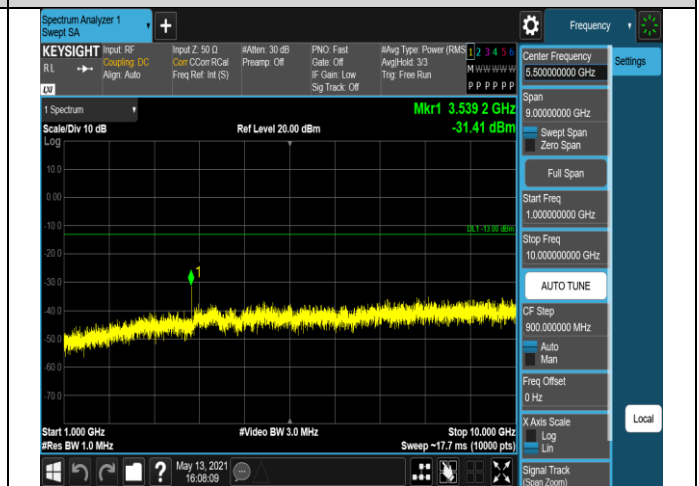 Spectrum Analyzer 1
Swept SA
Frequency
KEYSIGHT
RL
LXI
Input: RF
Coupling: DC
Align: Auto
Input Z: 50 Ω
Corr CCorr RCal
Freq Ref: Int (S)
#Atten: 30 dB
Preamp: Off
PNO: Fast
Gate: Off
IF Gain: Low
Sig Track: Off
#Avg Type: Power (RMS
Avg|Hold: 3/3
Trig: Free Run
1 2 3 4 5 6
M W W W W W
P P P P P P
1 Spectrum
Scale/Div 10 dB
Log
Ref Level 20.00 dBm
Mkr1 3.539 2 GHz
-31.41 dBm
10.0
0.00
-10.0
DL1 -13.00 dBm
-20.0
-30.0
1
-40.0
-50.0
-60.0
-70.0
Start 1.000 GHz
#Res BW 1.0 MHz
#Video BW 3.0 MHz
Stop 10.000 GHz
Sweep ~17.7 ms (10000 pts)
Center Frequency
5.500000000 GHz
Settings
Span
9.00000000 GHz
Swept Span
Zero Span
Full Span
Start Freq
1.000000000 GHz
Stop Freq
10.000000000 GHz
AUTO TUNE
CF Step
900.000000 MHz
Auto
Man
Freq Offset
0 Hz
X Axis Scale
Log
Lin
Local
Signal Track
(Span Zoom)
?
May 13, 2021
16:08:09